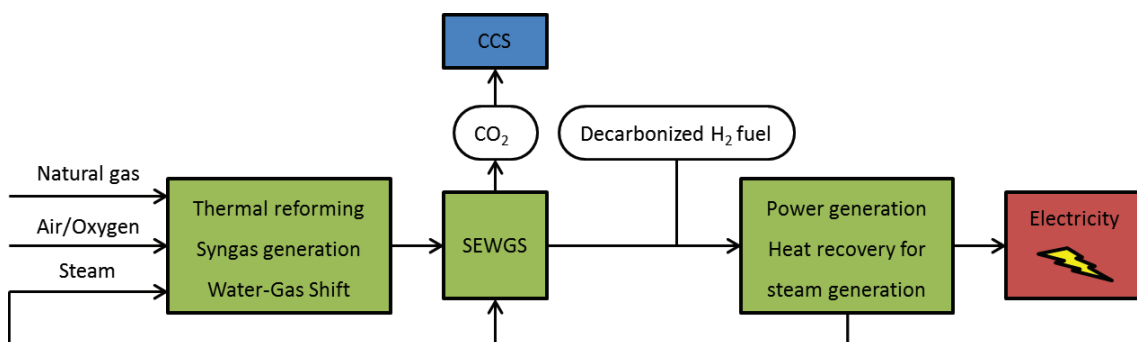 CCS
CO₂
Decarbonized H₂ fuel
Natural gas
Air/Oxygen
Steam
Thermal reforming
Syngas generation
Water-Gas Shift
SEWGS
Power generation
Heat recovery for
steam generation
Electricity